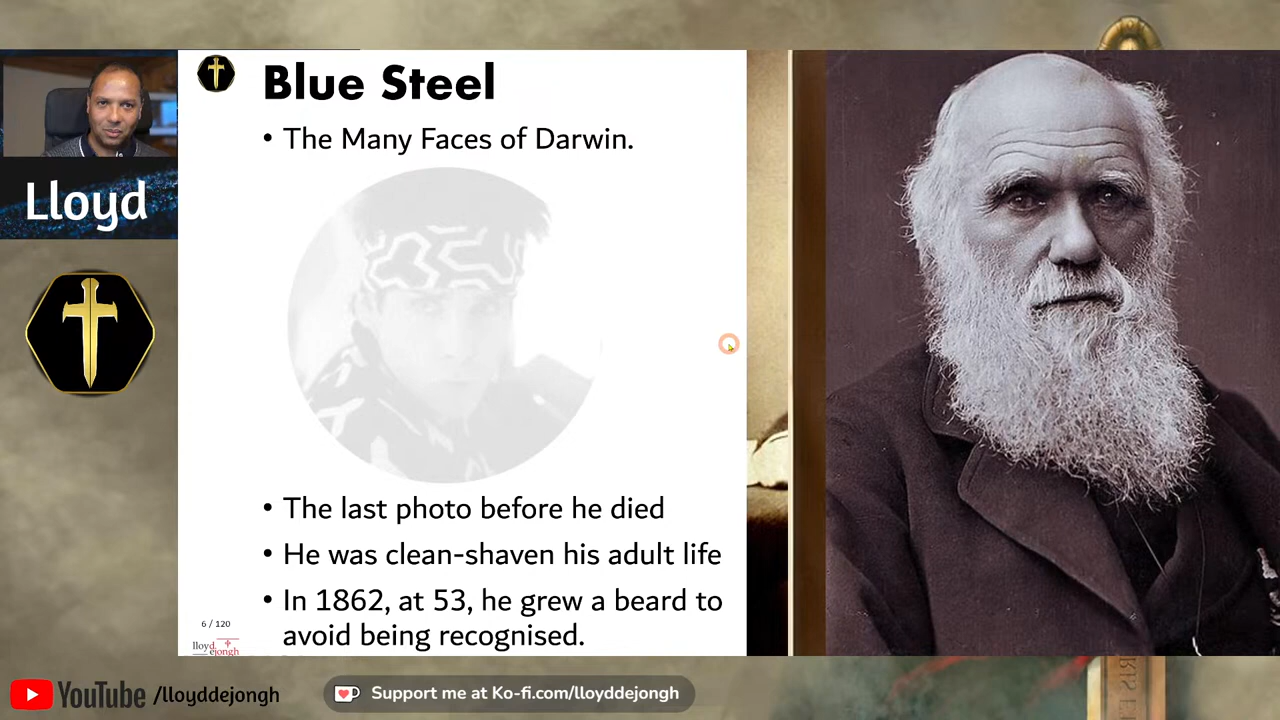 Blue Steel
• The Many Faces of Darwin.
Lloyd
• The last photo before he died
• He was clean-shaven his adult life
• In 1862, at 53, he grew a beard to
avoid being recognised.
6 / 120
lloyd
dejongh
YouTube /lloyddejongh
Support me at Ko-fi.com/lloyddejongh